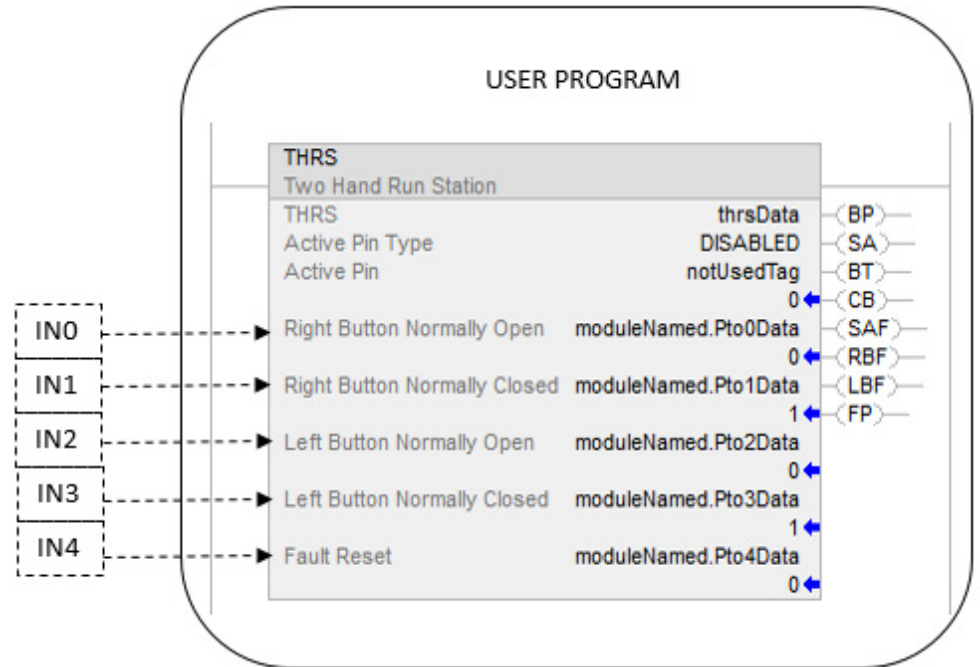 USER PROGRAM
THRS
Two Hand Run Station
THRS thrsData (BP)
Active Pin Type DISABLED (SA)
Active Pin notUsedTag (BT)
0 (CB)
IN0 Right Button Normally Open moduleNamed.Pto0Data (SAF)
0 (RBF)
IN1 Right Button Normally Closed moduleNamed.Pto1Data (LBF)
1 (FP)
IN2 Left Button Normally Open moduleNamed.Pto2Data
0
IN3 Left Button Normally Closed moduleNamed.Pto3Data
1
IN4 Fault Reset moduleNamed.Pto4Data
0